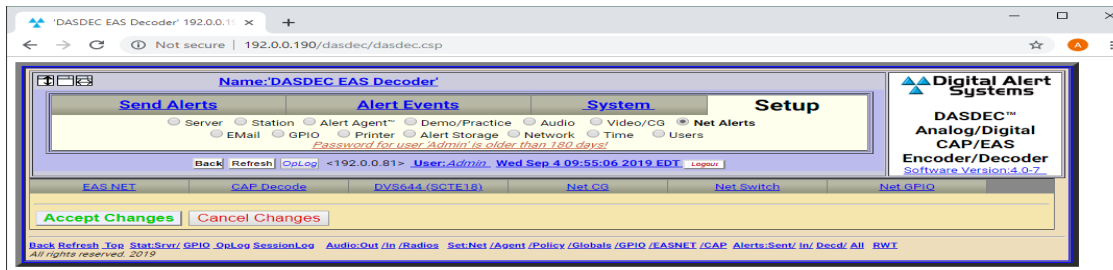 'DASDEC EAS Decoder' 192.0.0.1
Not secure | 192.0.0.190/dasdec/dasdec.csp
A
Name:'DASDEC EAS Decoder'
Send Alerts Alert Events System Setup
Server Station Alert Agent™ Demo/Practice Audio Video/CG Net Alerts
EMail GPIO Printer Alert Storage Network Time Users
Password for user 'Admin' is older than 180 days!
Back Refresh OpLog <192.0.0.81> User:Admin Wed Sep 4 09:55:06 2019 EDT Logout
Digital Alert
Systems
DASDEC™
Analog/Digital
CAP/EAS
Encoder/Decoder
Software Version:4.0-7
EAS NET CAP Decode DVS644 (SCTE18) Net CG Net Switch Net GPIO
Accept Changes Cancel Changes
Back Refresh Top Stat:Srvr/ GPIO OpLog SessionLog Audio:Out /In /Radios Set:Net /Agent /Policy /Globals /GPIO /EASNET /CAP Alerts:Sent/ In/ Decd/ All RWT
All rights reserved. 2019